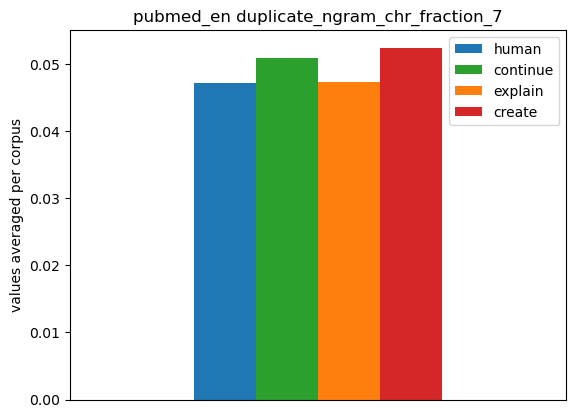 pubmed_en duplicate_ngram_chr_fraction_7
values averaged per corpus
0.05
0.04
0.03
0.02
0.01
0.00
human
continue
explain
create